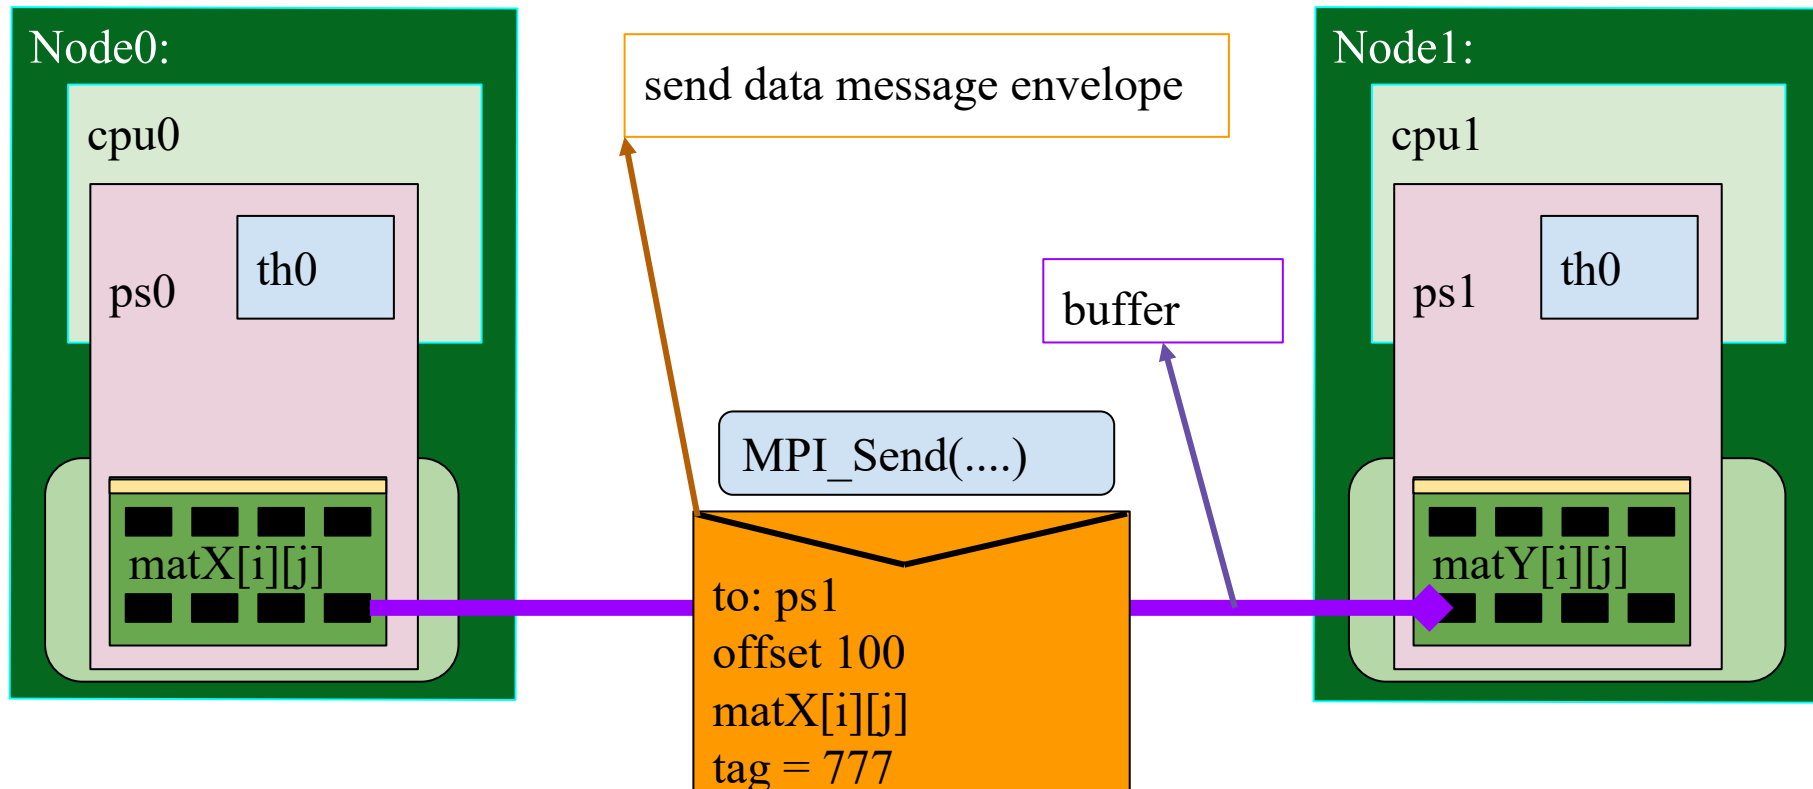 Node0:
cpu0
ps0
th0
matX[i][j]
send data message envelope
buffer
MPI_Send(....)
to: ps1
offset 100
matX[i][j]
tag = 777
Node1:
cpu1
ps1
th0
matY[i][j]